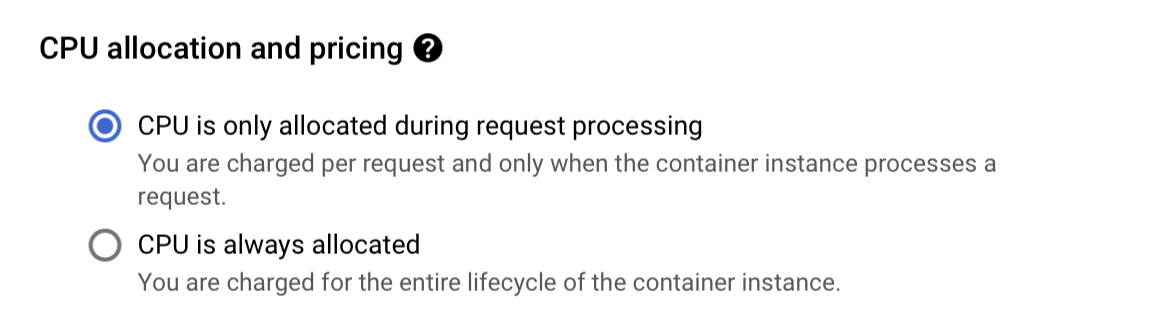 CPU allocation and pricing ?
CPU is only allocated during request processing
You are charged per request and only when the container instance processes a
request.
CPU is always allocated
You are charged for the entire lifecycle of the container instance.